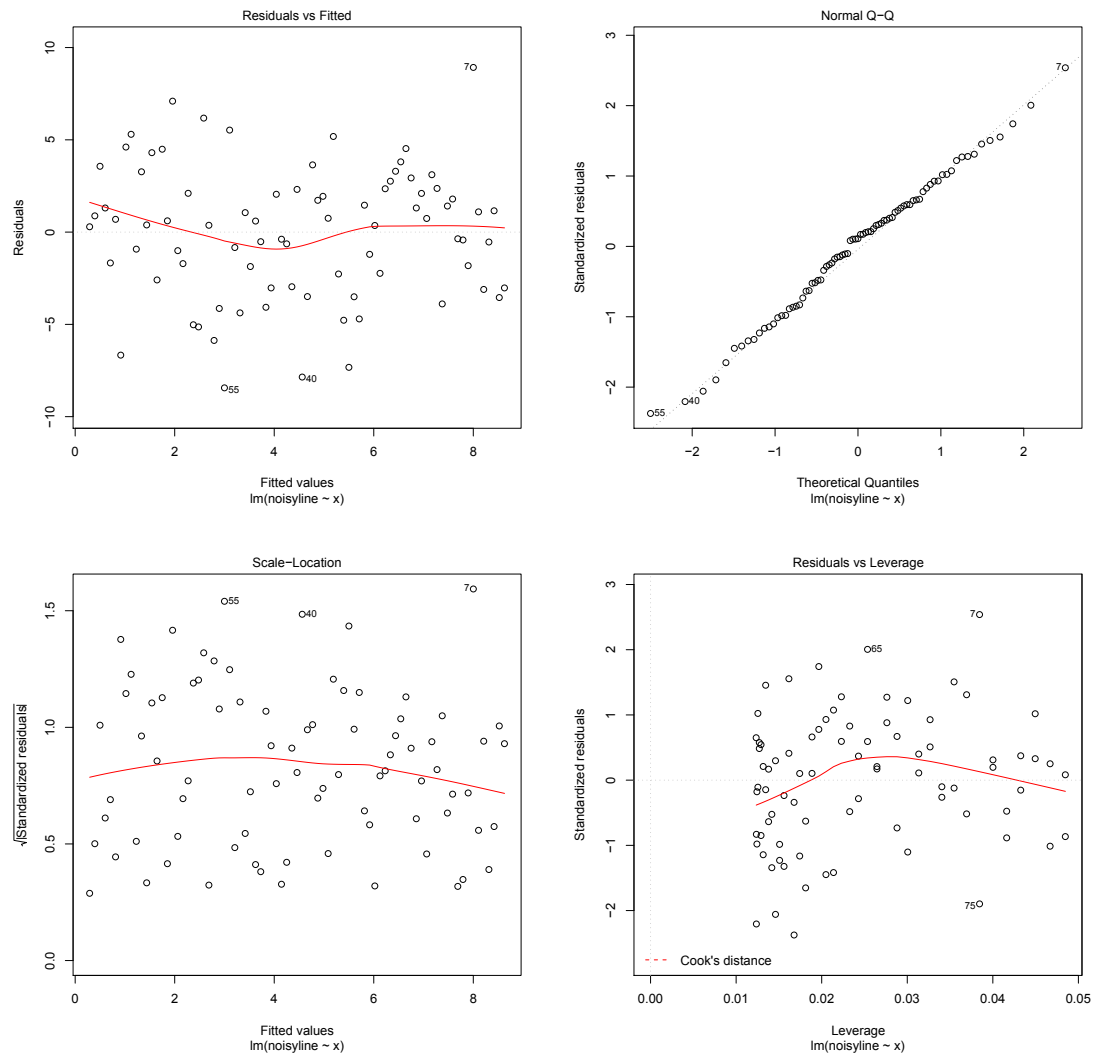 Residuals vs Fitted
10
5
0
−5
−10
Residuals
7
55
40
0 2 4 6 8
Fitted values
lm(noisyline ~ x)
Normal Q−Q
3
2
1
0
−1
−2
Standardized residuals
7
55
40
−2 −1 0 1 2
Theoretical Quantiles
lm(noisyline ~ x)
Scale−Location
1.5
1.0
0.5
0.0
√|Standardized residuals|
7
55
40
0 2 4 6 8
Fitted values
lm(noisyline ~ x)
Residuals vs Leverage
3
2
1
0
−1
−2
Standardized residuals
7
65
75
Cook's distance
0.00 0.01 0.02 0.03 0.04 0.05
Leverage
lm(noisyline ~ x)